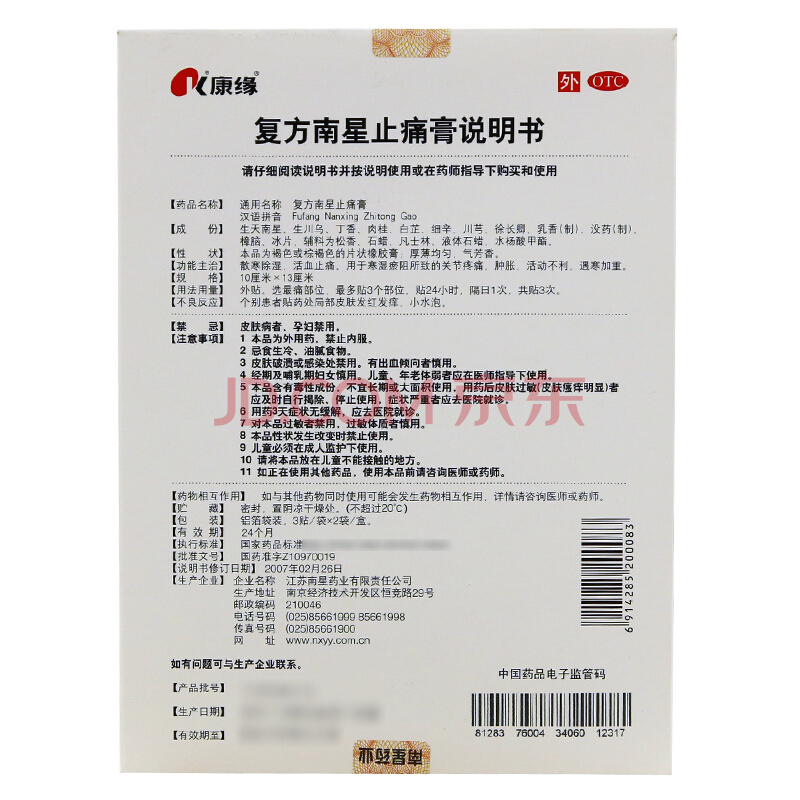 康缘
外 OTC
复方南星止痛膏说明书
请仔细阅读说明书并按说明使用或在药师指导下购买和使用
【药品名称】 通用名称 复方南星止痛膏
汉语拼音 Fufang Nanxing Zhitong Gao
【成 份】 生天南星、生川乌、丁香、肉桂、白芷、细辛、川芎、徐长卿、乳香(制)、没药(制)、
樟脑、冰片，辅料为松香、石蜡、凡士林、液体石蜡、水杨酸甲酯。
【性 状】 本品为褐色或棕褐色的片状橡胶膏；厚薄均匀、气芳香。
【功能主治】 散寒除湿、活血止痛。用于寒湿瘀阻所致的关节疼痛，肿胀，活动不利，遇寒加重。
【规 格】 10厘米×13厘米
【用法用量】 外贴。选最痛部位，最多贴3个部位，贴24小时，隔日1次，共贴3次。
【不良反应】 个别患者贴药处局部皮肤发红发痒、小水泡。
【禁 忌】 皮肤病者、孕妇禁用。
【注意事项】 1 本品为外用药，禁止内服。
2 忌食生冷、油腻食物。
3 皮肤破溃或感染处禁用。有出血倾向者慎用。
4 经期及哺乳期妇女慎用。儿童、年老体弱者应在医师指导下使用。
5 本品含有毒性成份，不宜长期或大面积使用，用药后皮肤过敏(皮肤瘙痒明显)者
应及时自行揭除，停止使用，症状严重者应去医院就诊。
6 用药3天症状无缓解，应去医院就诊。
7 对本品过敏者禁用，过敏体质者慎用。
8 本品性状发生改变时禁止使用。
9 儿童必须在成人监护下使用。
10 请将本品放在儿童不能接触的地方。
11 如正在使用其他药品，使用本品前请咨询医师或药师。
JD.COM 京东
【药物相互作用】 如与其他药物同时使用可能会发生药物相互作用，详情请咨询医师或药师。
【贮 藏】 密封，置阴凉干燥处。(不超过20℃)
【包 装】 铝箔袋装，3贴/袋×2袋/盒。
【有 效 期】 24个月
【执行标准】 国家药品标准
【批准文号】 国药准字Z10970019
【说明书修订日期】 2007年02月26日
【生产企业】 企业名称 江苏南星药业有限责任公司
生产地址 南京经济技术开发区恒竞路29号
邮政编码 210046
电话号码 (025)85661999 85661998
传真号码 (025)85661900
网 址 www.nxyy.com.cn
6 914285 200083
如有问题可与生产企业联系。
中国药品电子监管码
【产品批号】
【生产日期】
【有效期至】
81283 76004 34060 12317